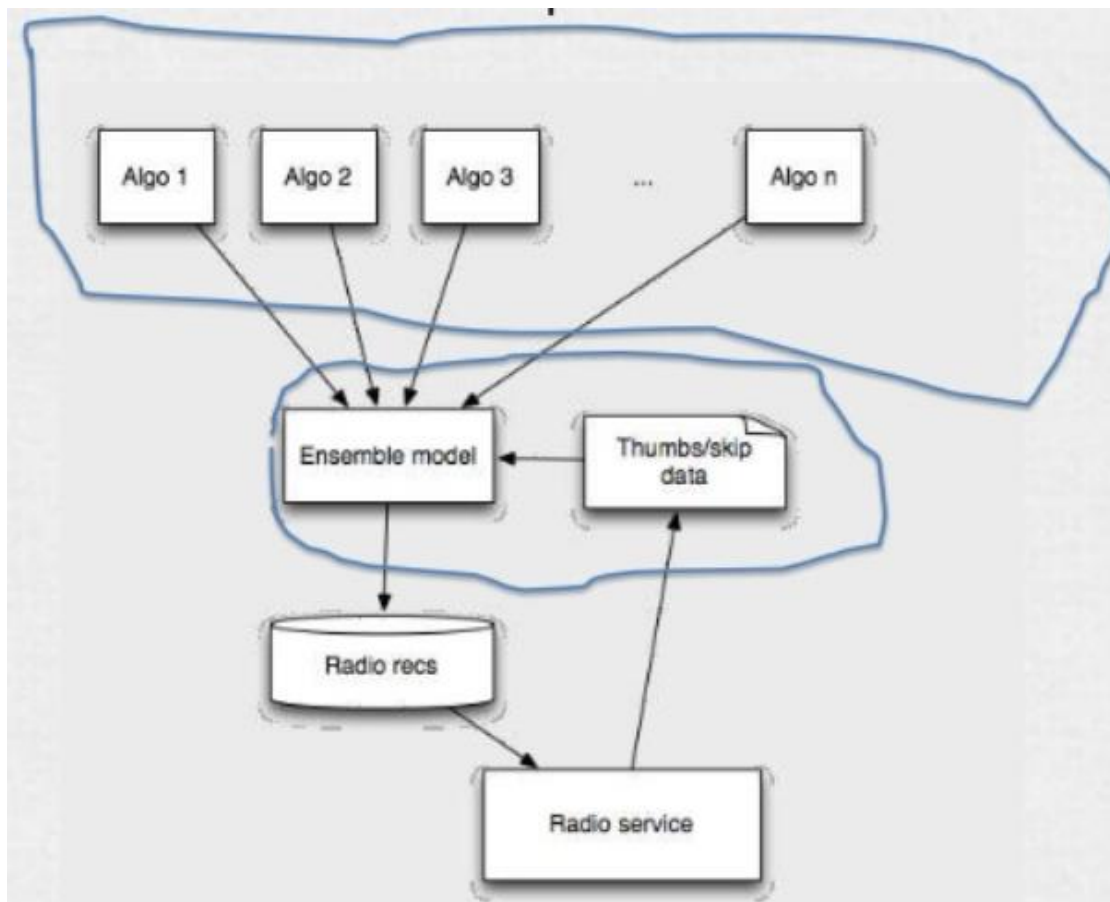 Algo 1
Algo 2
Algo 3
...
Algo n
Ensemble model
Thumbs/skip
data
Radio recs
Radio service